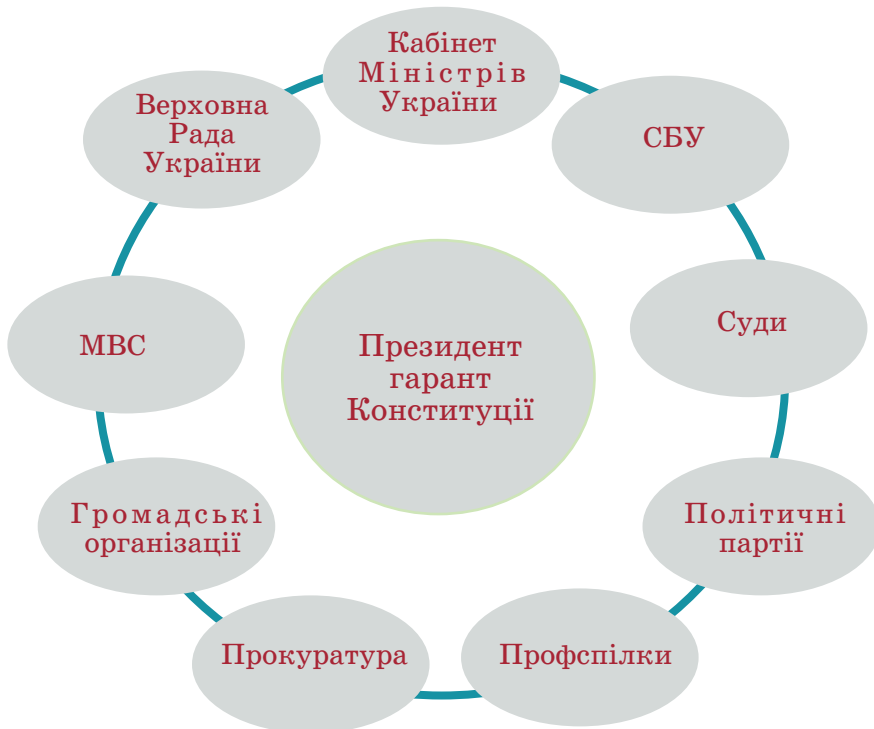 Кабінет
Міністрів
України
Верховна
Рада
України
СБУ
МВС
Суди
Президент
гарант
Конституції
Громадські
організації
Політичні
партії
Прокуратура
Профспілки